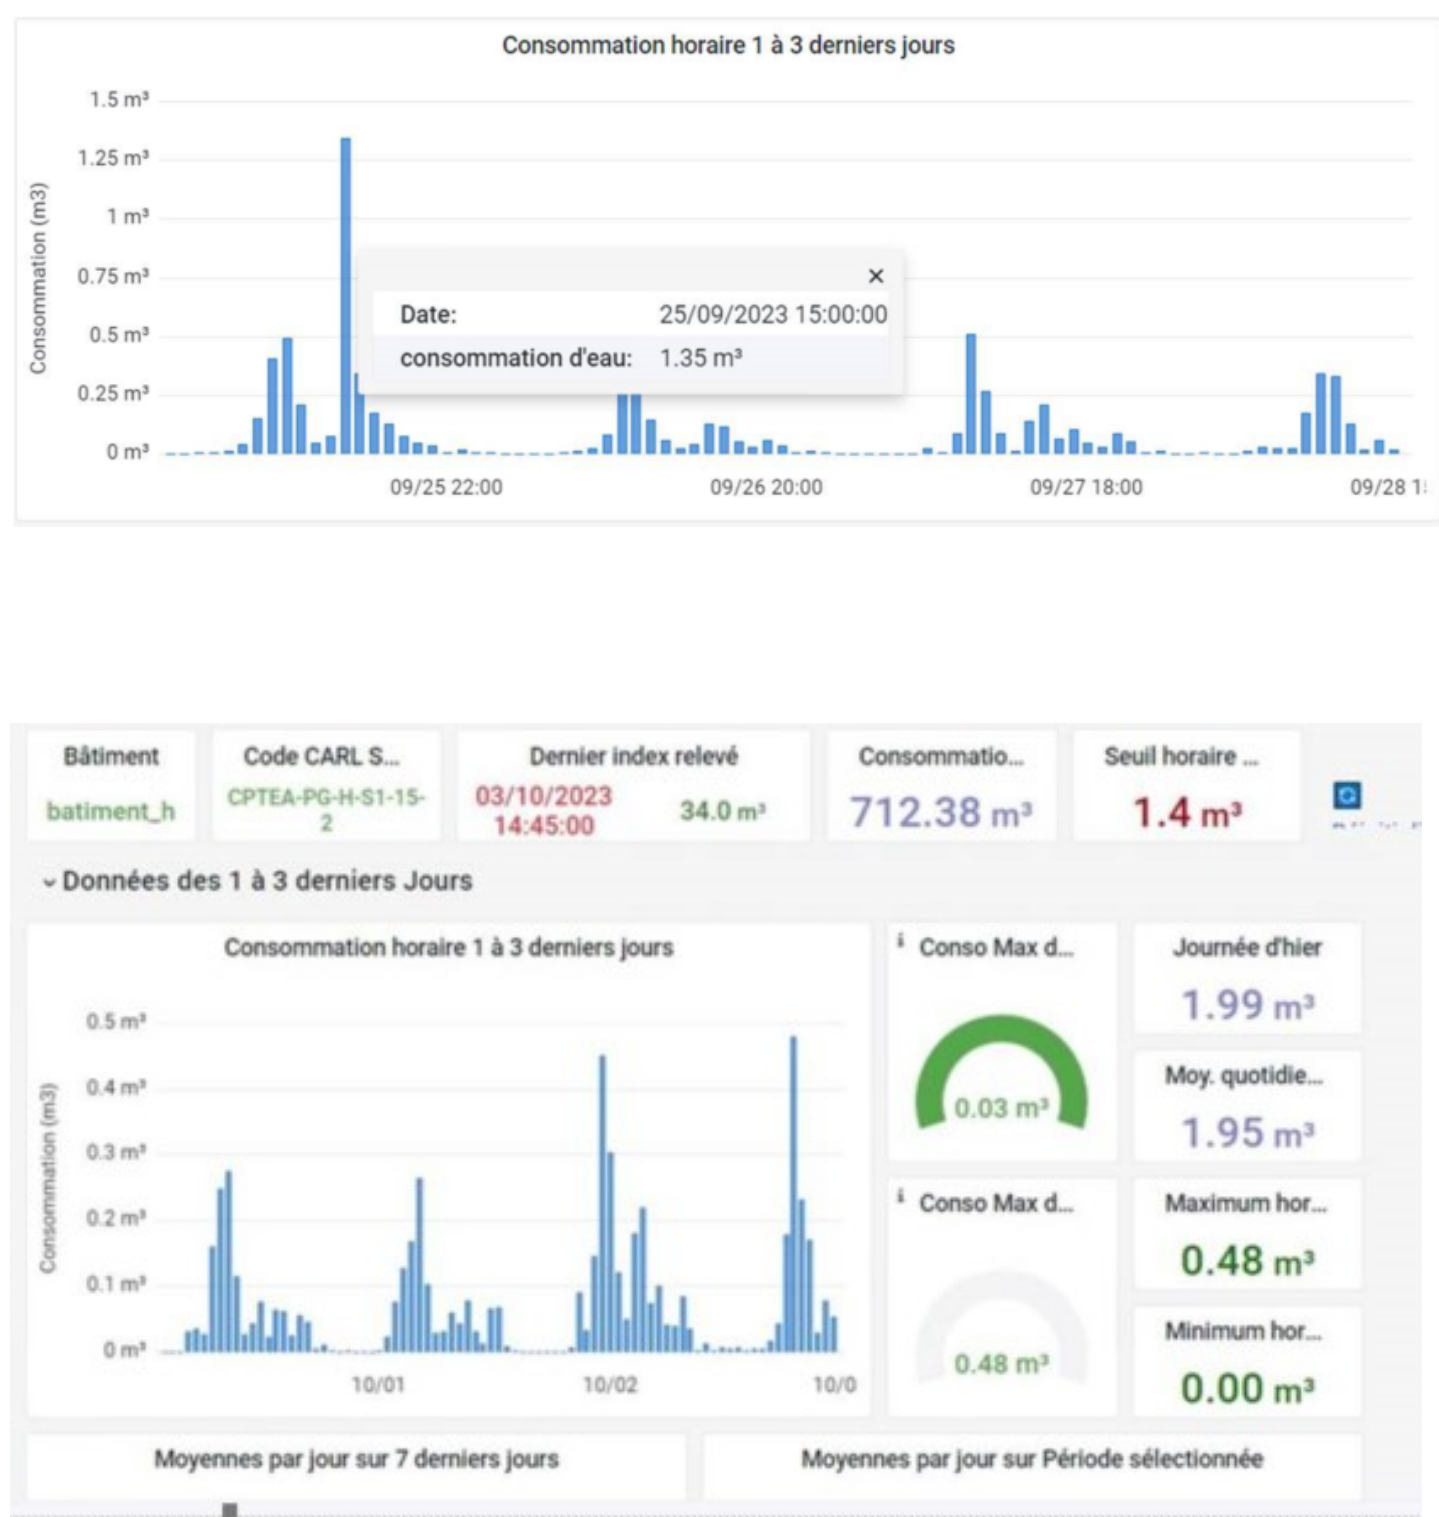 Consommation horaire 1 à 3 derniers jours
1.5 m³
1.25 m³
1 m³
0.75 m³
0.5 m³
0.25 m³
0 m³
Consommation (m3)
×
Date: 25/09/2023 15:00:00
consommation d'eau: 1.35 m³
09/25 22:00 09/26 20:00 09/27 18:00 09/28 1
Bâtiment
batiment_h
Code CARL S...
CPTEA-PG-H-S1-15-
2
Dernier index relevé
03/10/2023
14:45:00
34.0 m³
Consommatio...
712.38 m³
Seuil horaire ...
1.4 m³
Données des 1 à 3 derniers Jours
Consommation horaire 1 à 3 derniers jours
0.5 m³
0.4 m³
0.3 m³
0.2 m³
0.1 m³
0 m³
Consommation (m3)
10/01 10/02 10/0
i Conso Max d...
0.03 m³
i Conso Max d...
0.48 m³
Journée d'hier
1.99 m³
Moy. quotidie...
1.95 m³
Maximum hor...
0.48 m³
Minimum hor...
0.00 m³
Moyennes par jour sur 7 derniers jours
Moyennes par jour sur Période sélectionnée